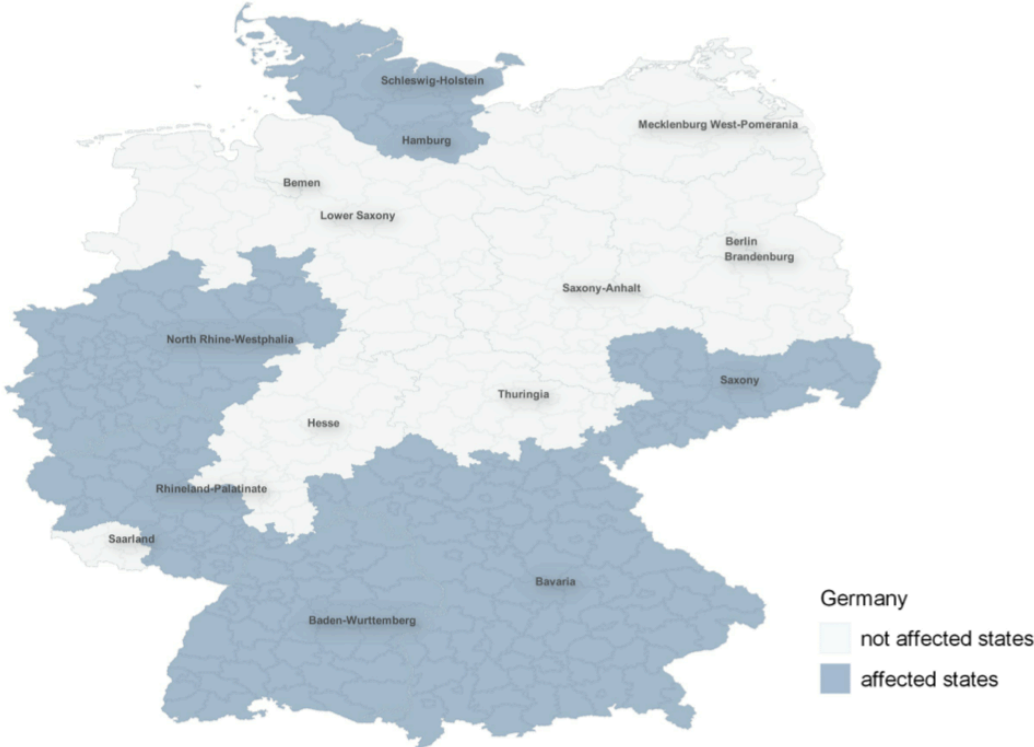 Schleswig-Holstein
Hamburg
Mecklenburg West-Pomerania
Bemen
Lower Saxony
Berlin
Brandenburg
Saxony-Anhalt
North Rhine-Westphalia
Saxony
Thuringia
Hesse
Rhineland-Palatinate
Saarland
Bavaria
Baden-Wurttemberg
Germany
not affected states
affected states